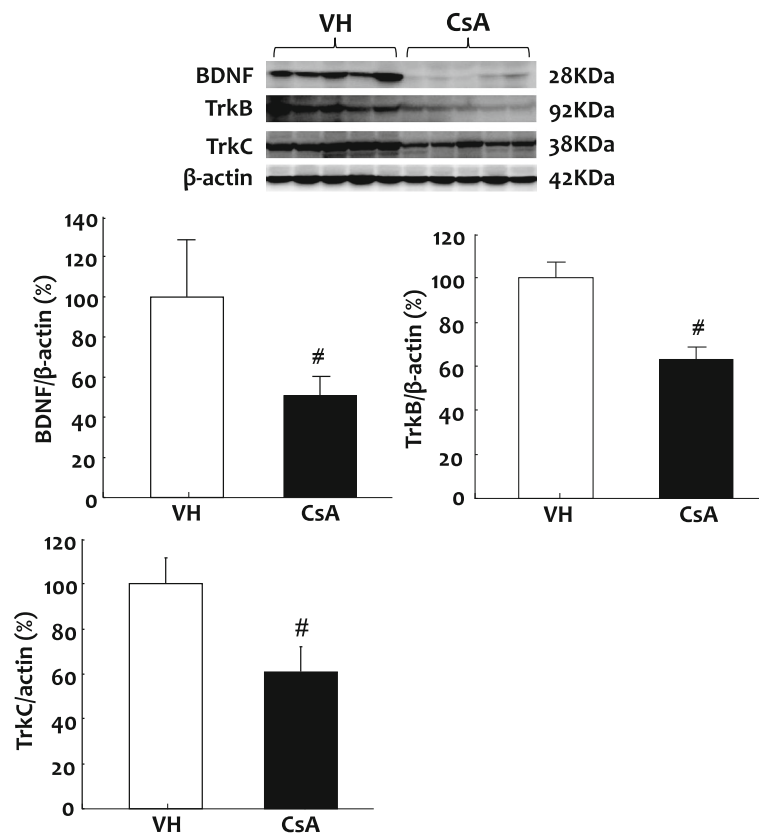 VH CsA
BDNF 28KDa
TrkB 92KDa
TrkC 38KDa
β-actin 42KDa
BDNF/β-actin (%)
140
120
100
80
60
40
20
0
#
VH CsA
TrkB/β-actin (%)
120
100
80
60
40
20
0
#
VH CsA
TrkC/actin (%)
120
100
80
60
40
20
0
#
VH CsA